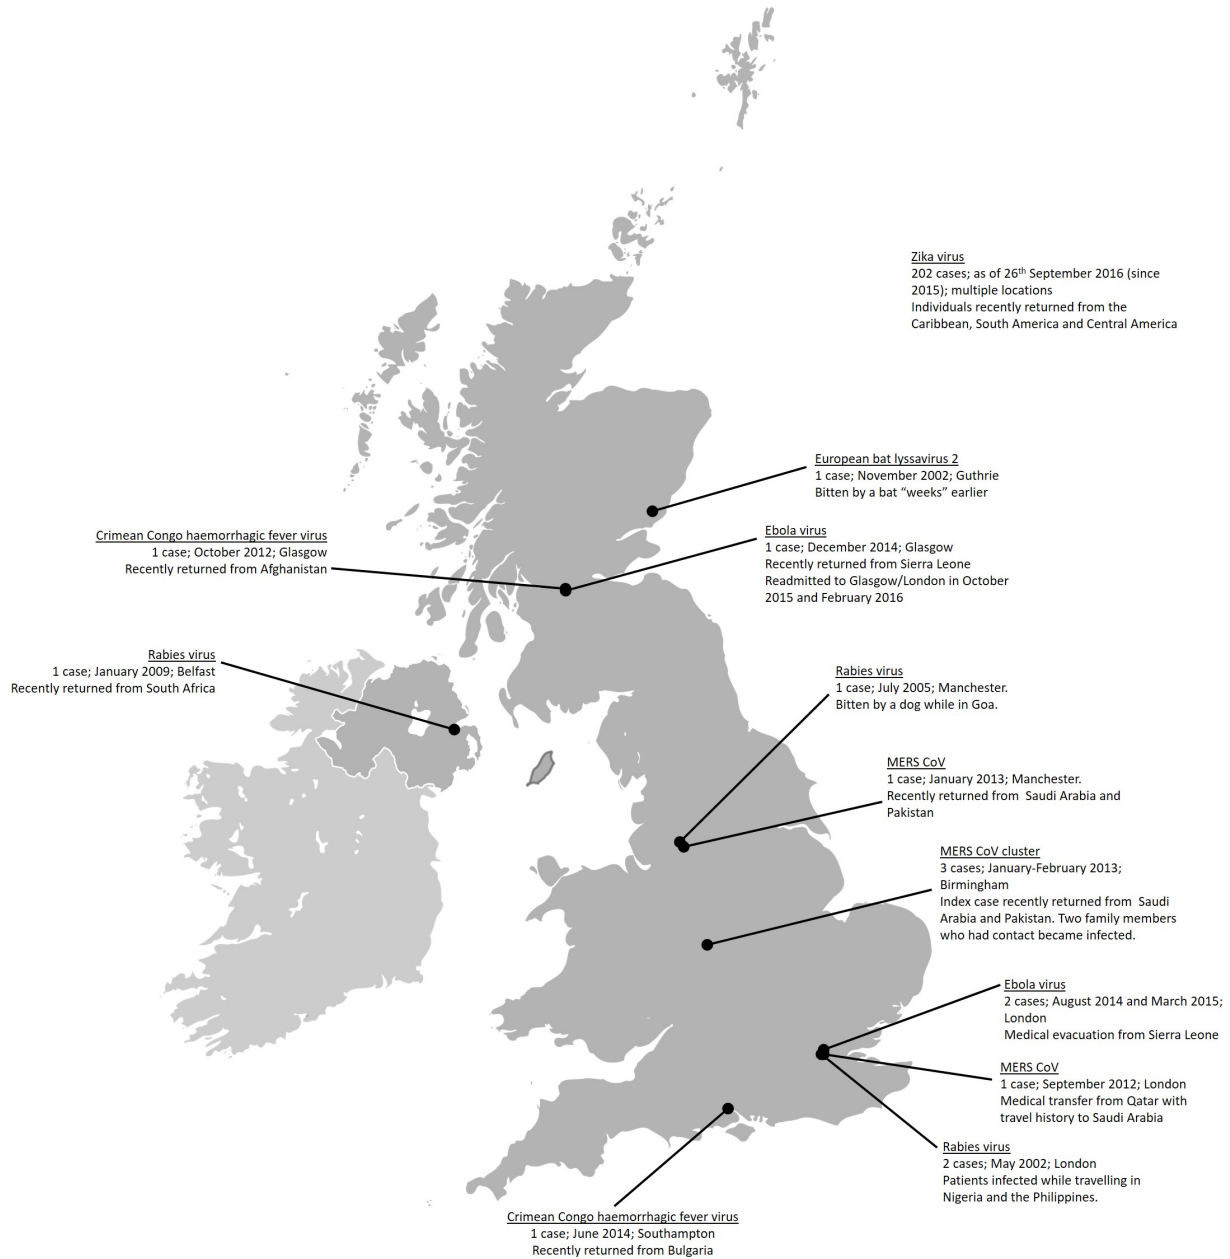 Zika virus
202 cases; as of 26th September 2016 (since
2015); multiple locations
Individuals recently returned from the
Caribbean, South America and Central America
European bat lyssavirus 2
1 case; November 2002; Guthrie
Bitten by a bat “weeks” earlier
Crimean Congo haemorrhagic fever virus
1 case; October 2012; Glasgow
Recently returned from Afghanistan
Ebola virus
1 case; December 2014; Glasgow
Recently returned from Sierra Leone
Readmitted to Glasgow/London in October
2015 and February 2016
Rabies virus
1 case; January 2009; Belfast
Recently returned from South Africa
Rabies virus
1 case; July 2005; Manchester.
Bitten by a dog while in Goa.
MERS CoV
1 case; January 2013; Manchester.
Recently returned from Saudi Arabia and
Pakistan
MERS CoV cluster
3 cases; January-February 2013;
Birmingham
Index case recently returned from Saudi
Arabia and Pakistan. Two family members
who had contact became infected.
Ebola virus
2 cases; August 2014 and March 2015;
London
Medical evacuation from Sierra Leone
MERS CoV
1 case; September 2012; London
Medical transfer from Qatar with
travel history to Saudi Arabia
Rabies virus
2 cases; May 2002; London
Patients infected while travelling in
Nigeria and the Philippines.
Crimean Congo haemorrhagic fever virus
1 case; June 2014; Southampton
Recently returned from Bulgaria